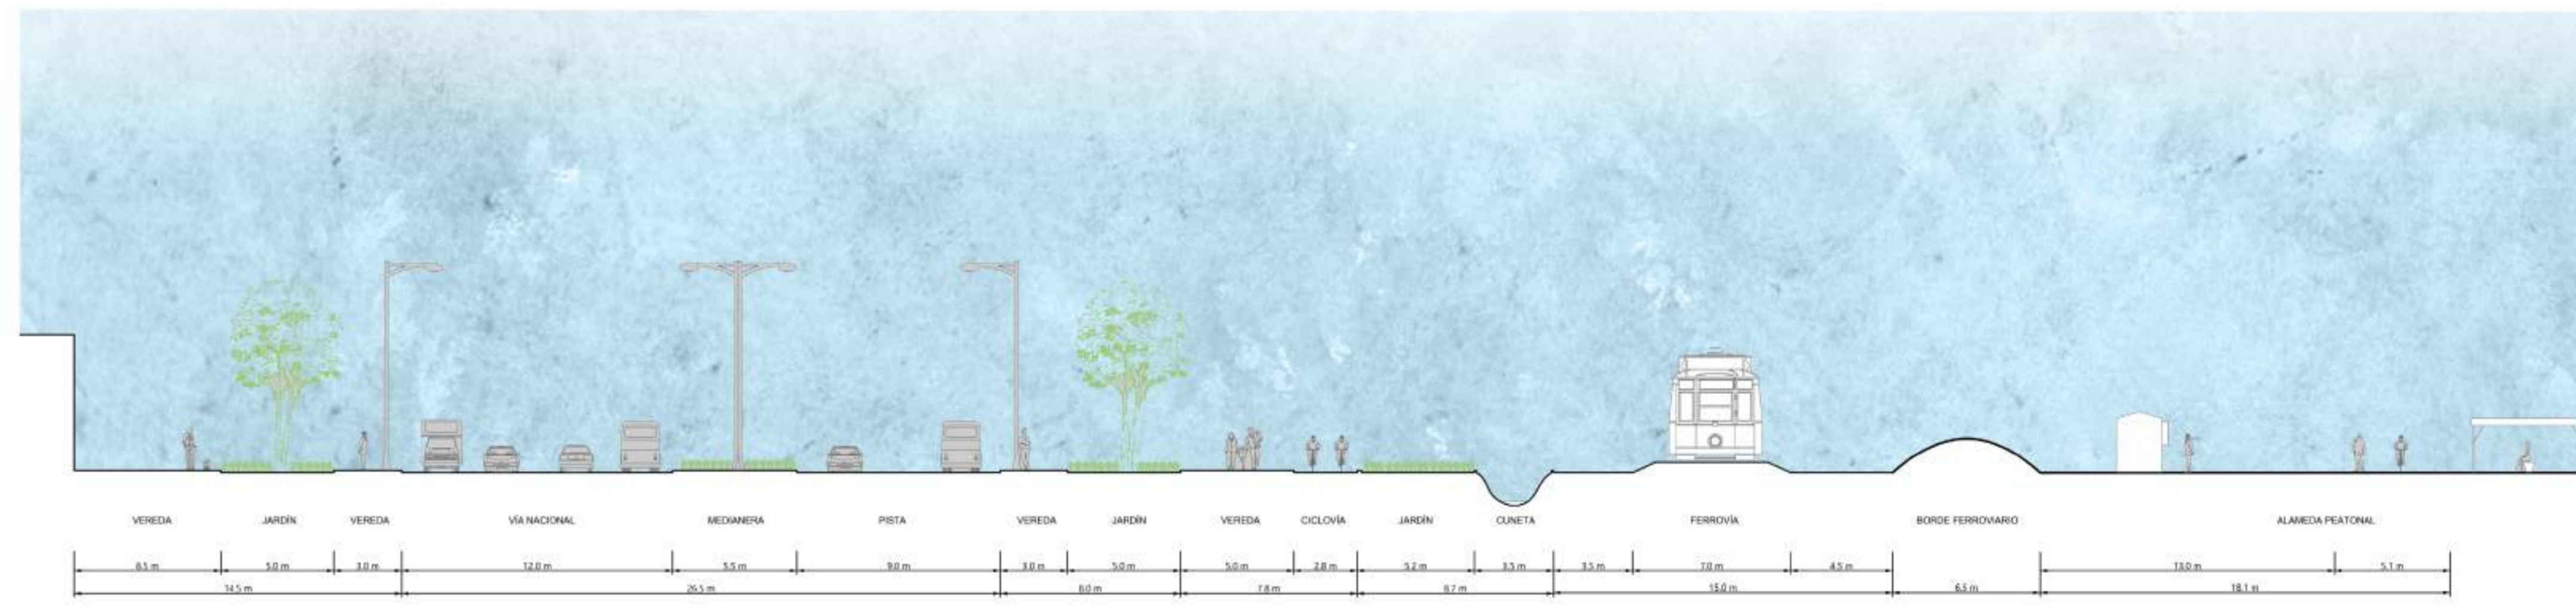 VEREDA JARDÍN VEREDA VÍA NACIONAL MEDIANERA PISTA VEREDA JARDÍN VEREDA CICLOVÍA JARDÍN CUNETA FERROVÍA BORDE FERROVIARIO ALAMEDA PEATONAL
6.5 m 5.0 m 3.0 m 12.0 m 5.5 m 9.0 m 3.0 m 5.0 m 5.0 m 2.8 m 5.2 m 3.5 m 3.5 m 7.0 m 4.5 m 13.0 m 5.1 m
14.5 m 26.5 m 8.0 m 7.8 m 8.7 m 15.0 m 6.5 m 18.1 m